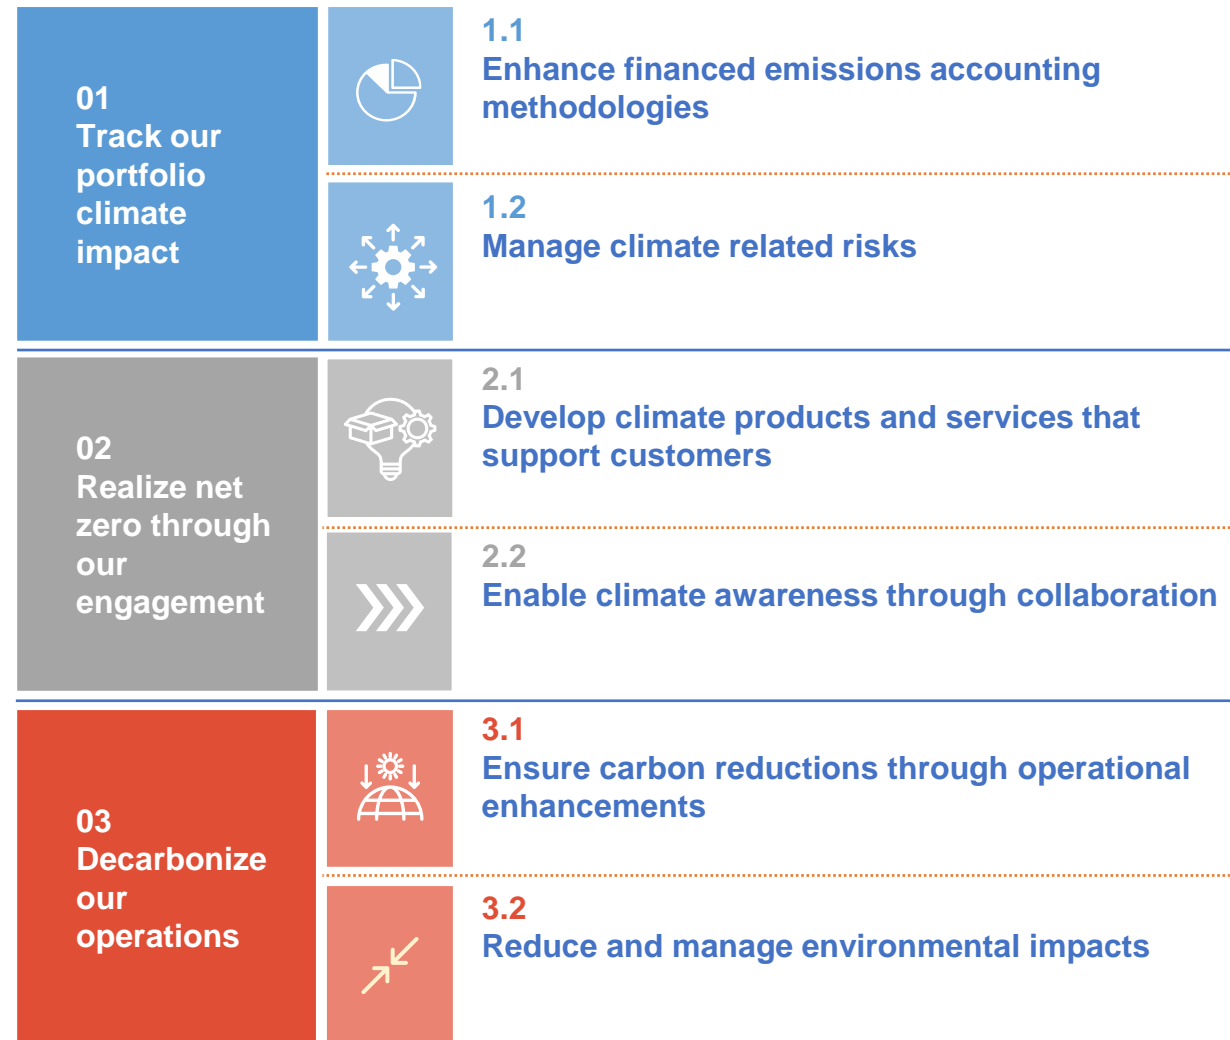 01
Track our
portfolio
climate
impact
1.1
Enhance financed emissions accounting
methodologies
1.2
Manage climate related risks
02
Realize net
zero through
our
engagement
2.1
Develop climate products and services that
support customers
2.2
Enable climate awareness through collaboration
03
Decarbonize
our
operations
3.1
Ensure carbon reductions through operational
enhancements
3.2
Reduce and manage environmental impacts